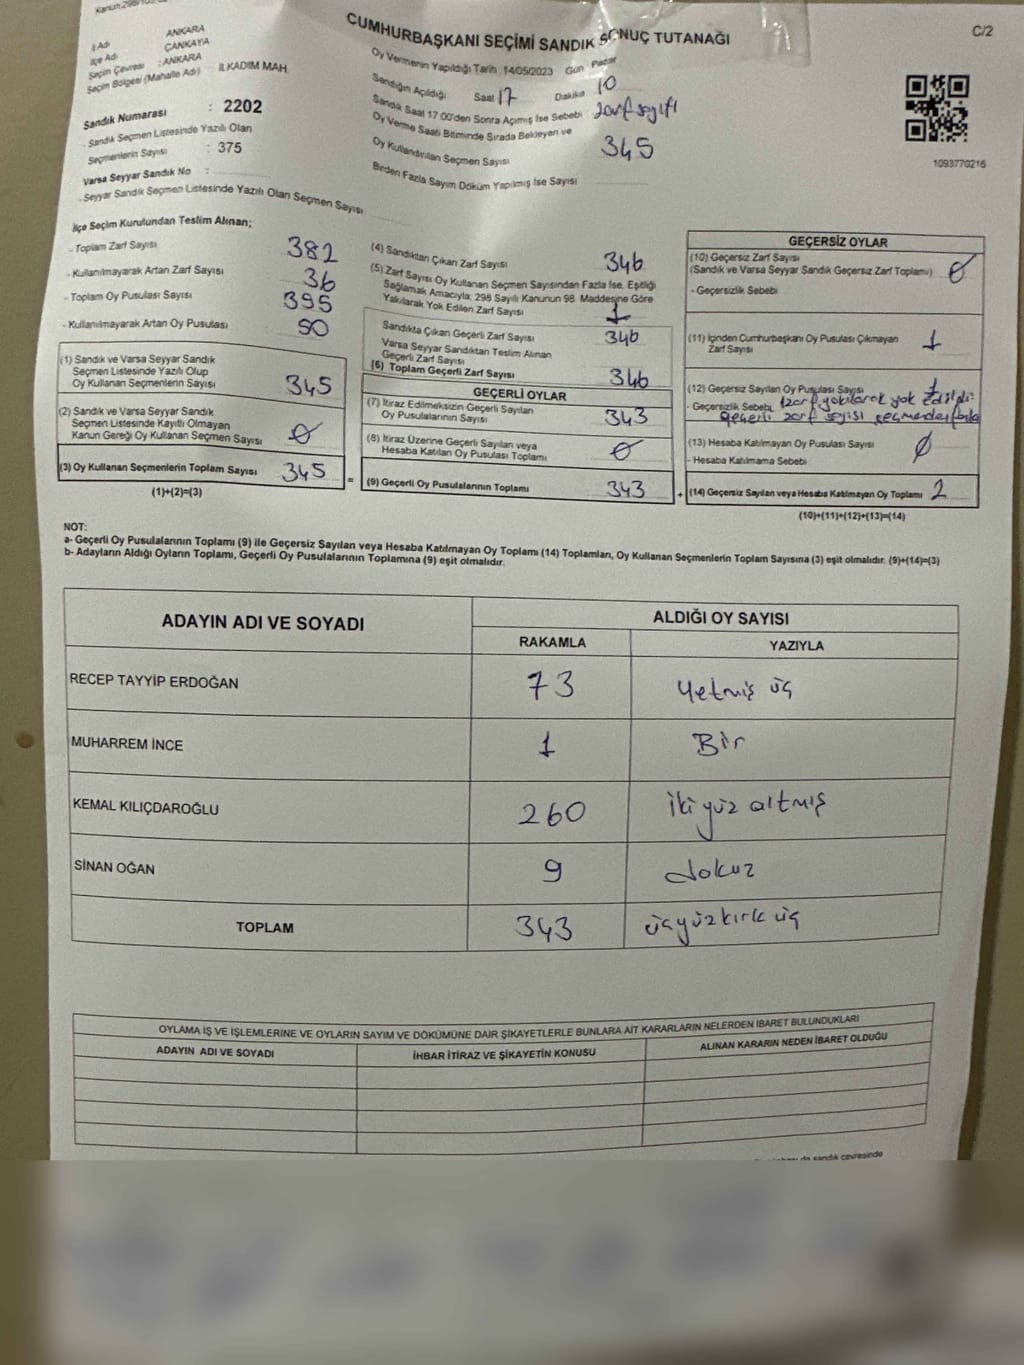 Kanun:298/105
CUMHURBAŞKANI SEÇİMİ SANDIK SONUÇ TUTANAĞI
C/2
İl Adı ANKARA
İlçe Adı ÇANKAYA
Seçim Çevresi : ANKARA
Seçim Bölgesi (Mahalle Adı) : İLKADIM MAH.
Oy Vermenin Yapıldığı Tarih : 14/05/2023 Gün Pazar
Sandığın Açıldığı Saat 17 Dakika 10
Sandık Saat 17.00'den Sonra Açılmış İse Sebebi zarf sayıfı
Oy Verme Saati Bitiminde Sırada Bekleyen ve
Oy Kullandırılan Seçmen Sayısı 345
Birden Fazla Sayım Döküm Yapılmış İse Sayısı
1093770216
Sandık Numarası : 2202
- Sandık Seçmen Listesinde Yazılı Olan
Seçmenlerin Sayısı : 375
Varsa Seyyar Sandık No :
- Seyyar Sandık Seçmen Listesinde Yazılı Olan Seçmen Sayısı
İlçe Seçim Kurulundan Teslim Alınan;
- Toplam Zarf Sayısı 382
- Kullanılmayarak Artan Zarf Sayısı 36
- Toplam Oy Pusulası Sayısı 395
- Kullanılmayarak Artan Oy Pusulası 50
(1) Sandık ve Varsa Seyyar Sandık
Seçmen Listesinde Yazılı Olup
Oy Kullanan Seçmenlerin Sayısı 345
(2) Sandık ve Varsa Seyyar Sandık
Seçmen Listesinde Kayıtlı Olmayan
Kanun Gereği Oy Kullanan Seçmen Sayısı 0
(3) Oy Kullanan Seçmenlerin Toplam Sayısı 345 =
(1)+(2)=(3)
(4) Sandıktan Çıkan Zarf Sayısı 346
(5) Zarf Sayısı Oy Kullanan Seçmen Sayısından Fazla İse, Eşitliği
Sağlamak Amacıyla; 298 Sayılı Kanunun 98. Maddesine Göre
Yakılarak Yok Edilen Zarf Sayısı 1
Sandıkta Çıkan Geçerli Zarf Sayısı 346
Varsa Seyyar Sandıktan Teslim Alınan
Geçerli Zarf Sayısı
(6) Toplam Geçerli Zarf Sayısı 346
GEÇERLİ OYLAR
(7) İtiraz Edilmeksizin Geçerli Sayılan
Oy Pusulalarının Sayısı 343
(8) İtiraz Üzerine Geçerli Sayılan veya
Hesaba Katılan Oy Pusulası Toplamı 0
(9) Geçerli Oy Pusulalarının Toplamı 343 +
GEÇERSİZ OYLAR
(10) Geçersiz Zarf Sayısı
(Sandık ve Varsa Seyyar Sandık Geçersiz Zarf Toplamı) 0
- Geçersizlik Sebebi
(11) İçinden Cumhurbaşkanı Oy Pusulası Çıkmayan
Zarf Sayısı 1
(12) Geçersiz Sayılan Oy Pusulası Sayısı 1
- Geçersizlik Sebebi 1 zarf yakılarak yok edildi.
geçerli zarf sayısı seçmenden fazla
(13) Hesaba Katılmayan Oy Pusulası Sayısı 0
- Hesaba Katılmama Sebebi
(14) Geçersiz Sayılan veya Hesaba Katılmayan Oy Toplamı 2
(10)+(11)+(12)+(13)=(14)
NOT:
a- Geçerli Oy Pusulalarının Toplamı (9) ile Geçersiz Sayılan veya Hesaba Katılmayan Oy Toplamı (14) Toplamları, Oy Kullanan Seçmenlerin Toplam Sayısına (3) eşit olmalıdır. (9)+(14)=(3)
b- Adayların Aldığı Oyların Toplamı, Geçerli Oy Pusulalarının Toplamına (9) eşit olmalıdır.
ADAYIN ADI VE SOYADI
ALDIĞI OY SAYISI
RAKAMLA YAZIYLA
RECEP TAYYİP ERDOĞAN 73 Yetmiş üç
MUHARREM İNCE 1 Bir
KEMAL KILIÇDAROĞLU 260 İki yüz altmış
SİNAN OĞAN 9 dokuz
TOPLAM 343 üçyüzkırk üç
OYLAMA İŞ VE İŞLEMLERİNE VE OYLARIN SAYIM VE DÖKÜMÜNE DAİR ŞİKAYETLERLE BUNLARA AİT KARARLARIN NELERDEN İBARET BULUNDUKLARI
ADAYIN ADI VE SOYADI İHBAR İTİRAZ VE ŞİKAYETİN KONUSU ALINAN KARARIN NEDEN İBARET OLDUĞU
da sandık çevresinde